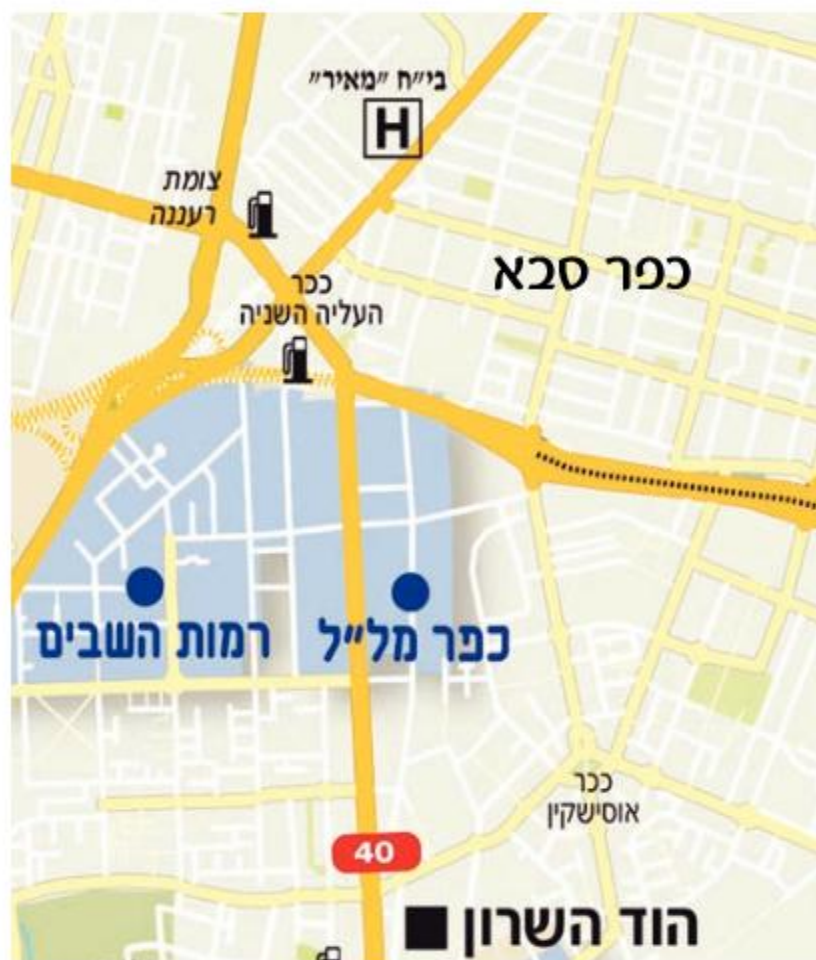 בי״ח ״מאיר״
H
צומת
רעננה
כפר סבא
ככר
העליה השניה
כפר מל״ל
רמות השבים
ככר
אוסישקין
40
הוד השרון